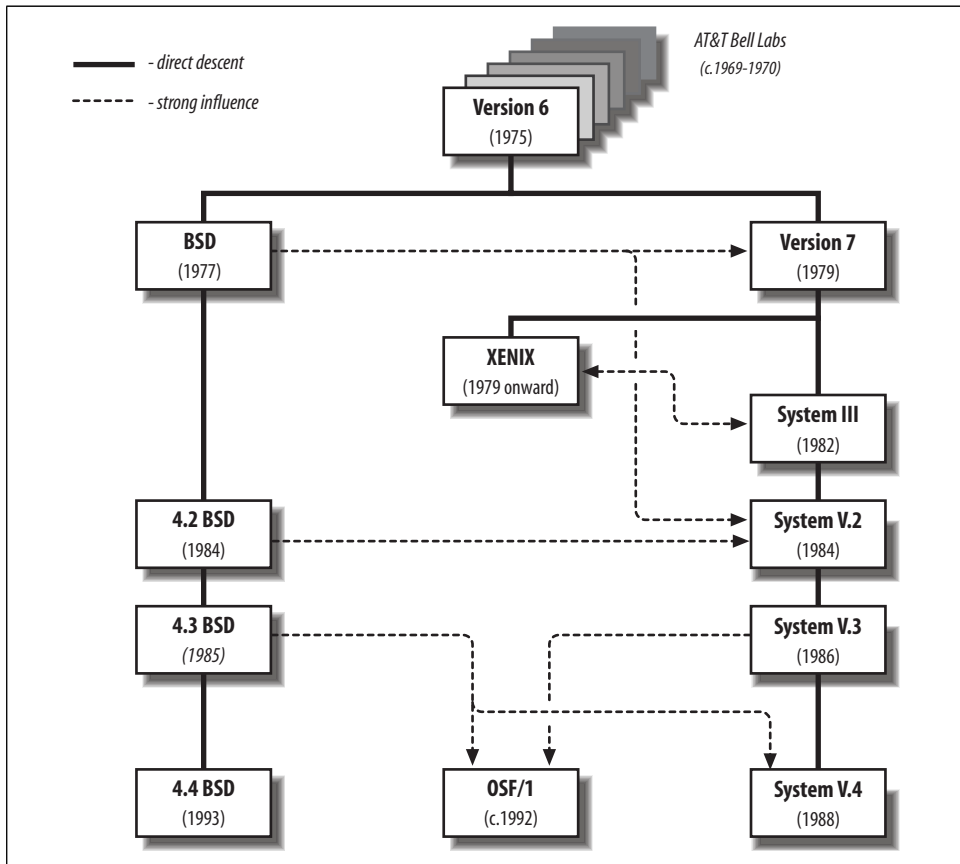 AT&T Bell Labs
(c.1969-1970)
- direct descent
- strong influence
Version 6
(1975)
BSD
(1977)
Version 7
(1979)
XENIX
(1979 onward)
System III
(1982)
4.2 BSD
(1984)
System V.2
(1984)
4.3 BSD
(1985)
System V.3
(1986)
4.4 BSD
(1993)
OSF/1
(c.1992)
System V.4
(1988)